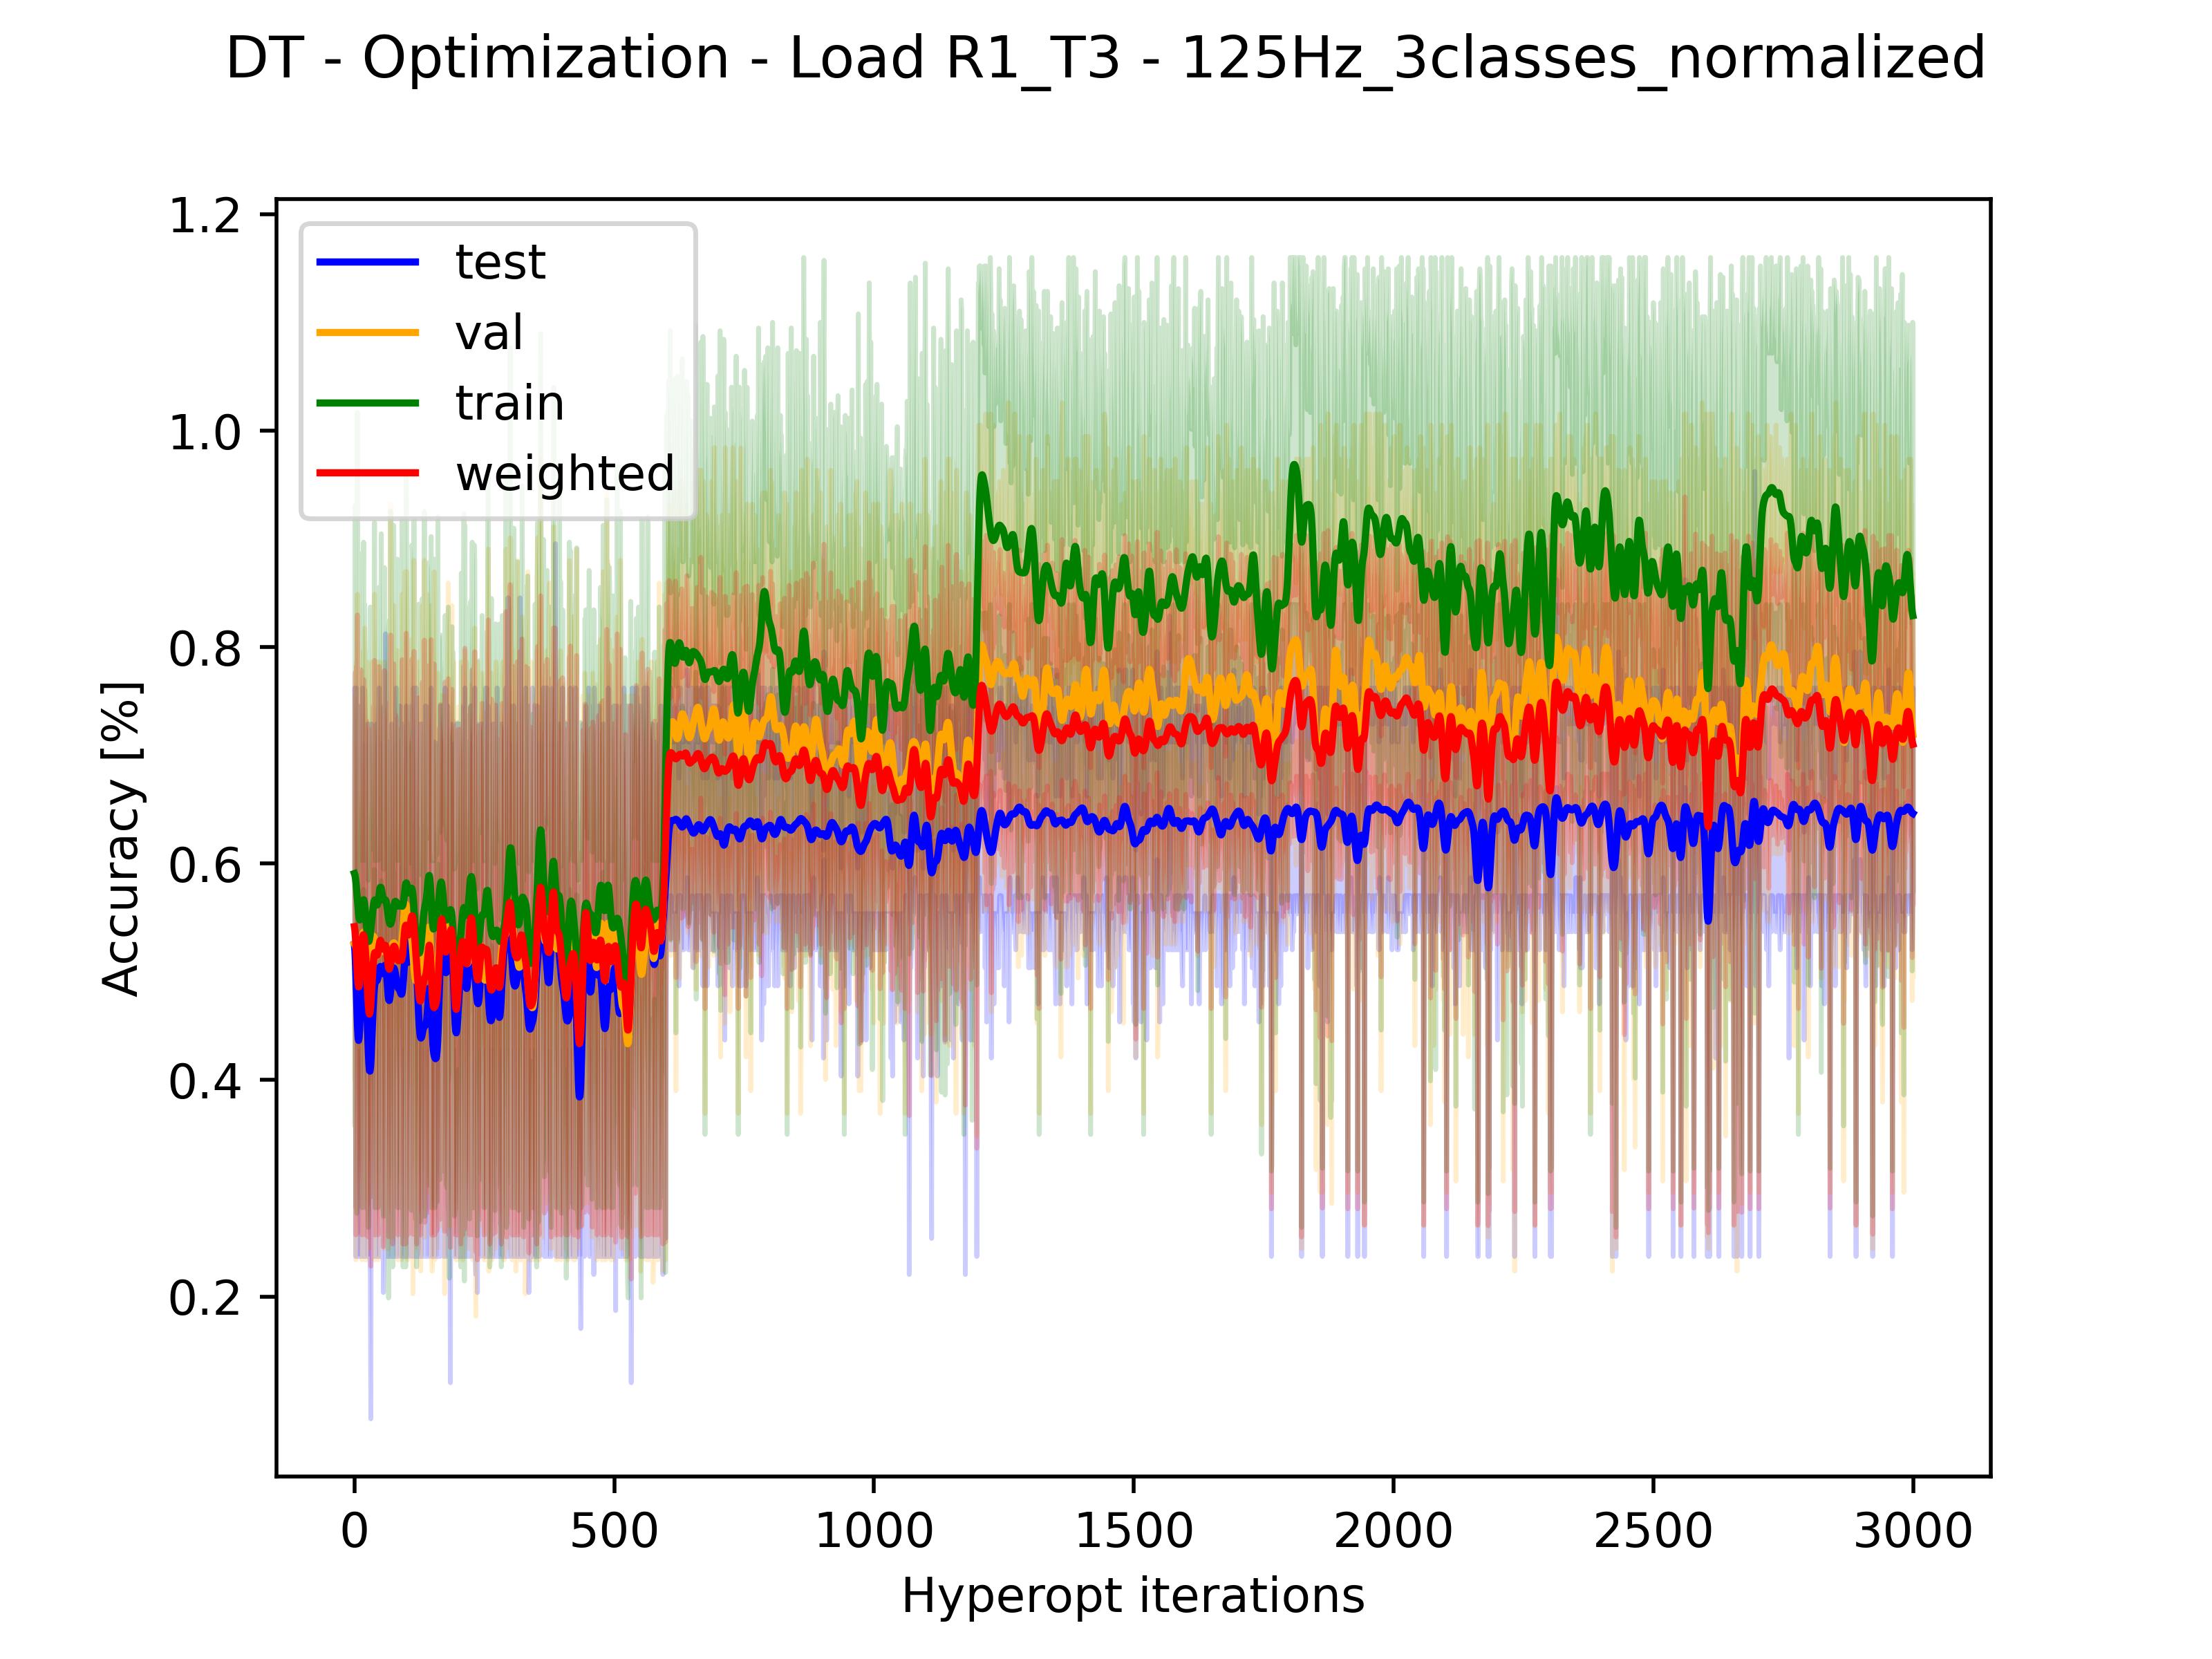 DT - Optimization - Load R1_T3 - 125Hz_3classes_normalized
1.2
1.0
0.8
0.6
0.4
0.2
Accuracy [%]
test
val
train
weighted
0 500 1000 1500 2000 2500 3000
Hyperopt iterations